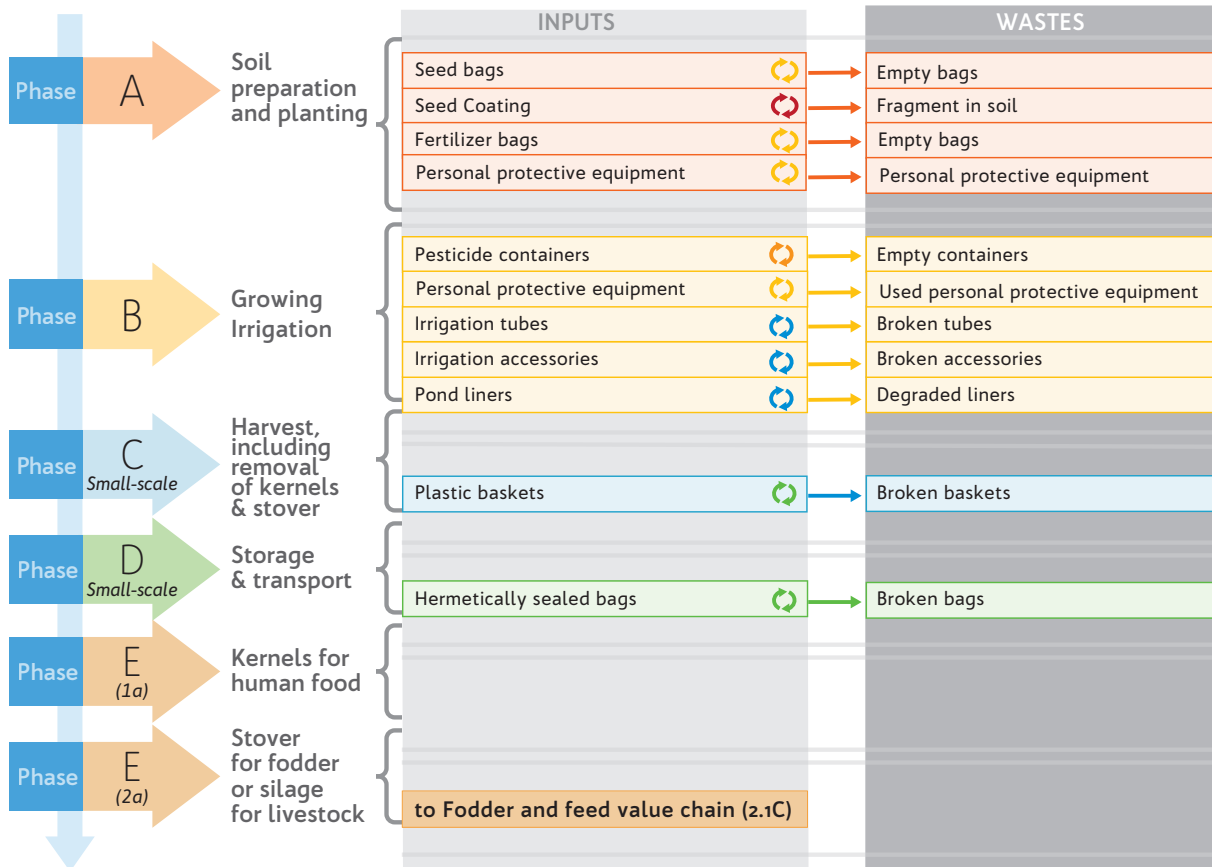 INPUTS
WASTES
Phase
A
Soil
preparation
and planting
Seed bags
Empty bags
Seed Coating
Fragment in soil
Fertilizer bags
Empty bags
Personal protective equipment
Personal protective equipment
Phase
B
Growing
Irrigation
Pesticide containers
Empty containers
Personal protective equipment
Used personal protective equipment
Irrigation tubes
Broken tubes
Irrigation accessories
Broken accessories
Pond liners
Degraded liners
Phase
C
Small-scale
Harvest,
including
removal
of kernels
& stover
Plastic baskets
Broken baskets
Phase
D
Small-scale
Storage
& transport
Hermetically sealed bags
Broken bags
Phase
E
(1a)
Kernels for
human food
Phase
E
(2a)
Stover
for fodder
or silage
for livestock
to Fodder and feed value chain (2.1C)